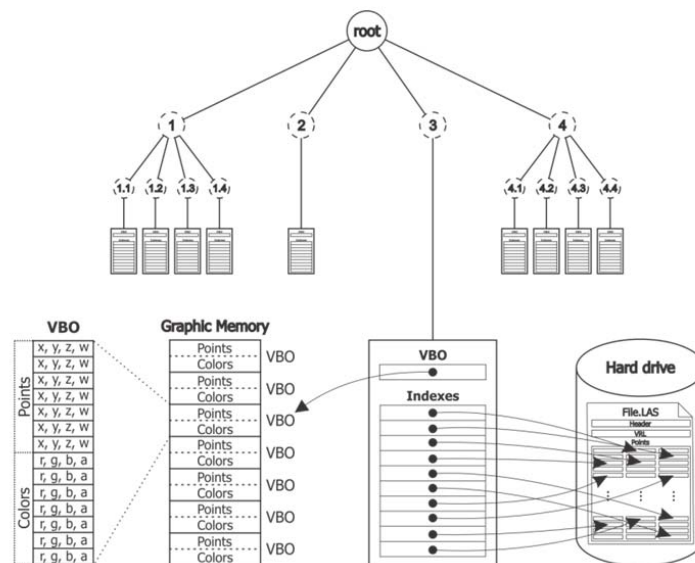 root
1
2
3
4
1.1
1.2
1.3
1.4
4.1
4.2
4.3
4.4
VBO
x, y, z, w
x, y, z, w
x, y, z, w
x, y, z, w
x, y, z, w
x, y, z, w
x, y, z, w
r, g, b, a
r, g, b, a
r, g, b, a
r, g, b, a
r, g, b, a
r, g, b, a
r, g, b, a
Points
Colors
Graphic Memory
Points
Colors
VBO
Points
Colors
VBO
Points
Colors
VBO
Points
Colors
VBO
Points
Colors
VBO
Points
Colors
VBO
Points
Colors
VBO
VBO
Indexes
Hard drive
File.LAS
Header
VRL
Points